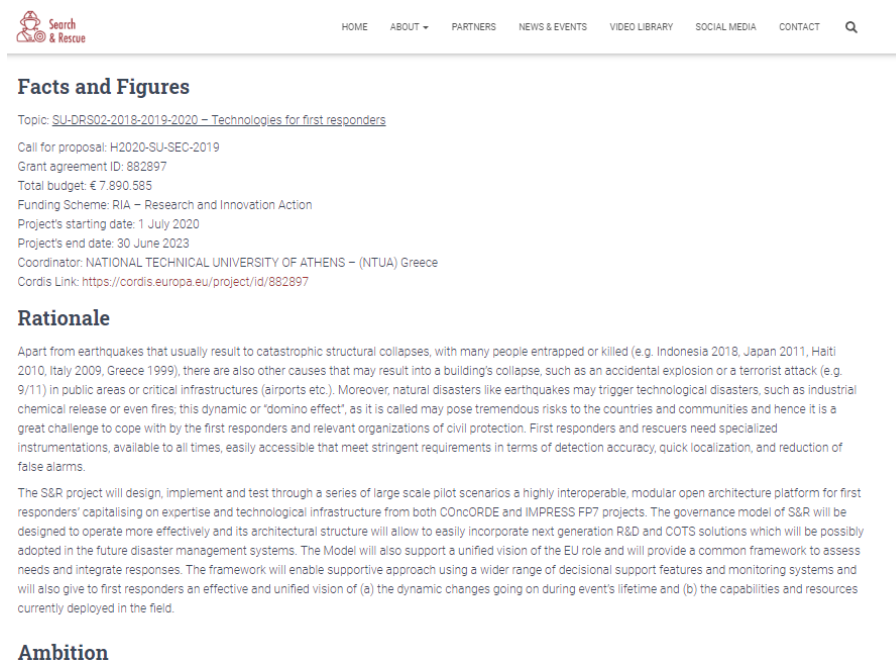 Search
& Rescue
HOME
ABOUT
PARTNERS
NEWS & EVENTS
VIDEO LIBRARY
SOCIAL MEDIA
CONTACT
Facts and Figures
Topic: SU-DRS02-2018-2019-2020 – Technologies for first responders
Call for proposal: H2020-SU-SEC-2019
Grant agreement ID: 882897
Total budget: € 7.890.585
Funding Scheme: RIA – Research and Innovation Action
Project's starting date: 1 July 2020
Project's end date: 30 June 2023
Coordinator: NATIONAL TECHNICAL UNIVERSITY OF ATHENS – (NTUA) Greece
Cordis Link: https://cordis.europa.eu/project/id/882897
Rationale
Apart from earthquakes that usually result to catastrophic structural collapses, with many people entrapped or killed (e.g. Indonesia 2018, Japan 2011, Haiti
2010, Italy 2009, Greece 1999), there are also other causes that may result into a building's collapse, such as an accidental explosion or a terrorist attack (e.g.
9/11) in public areas or critical infrastructures (airports etc.). Moreover, natural disasters like earthquakes may trigger technological disasters, such as industrial
chemical release or even fires; this dynamic or “domino effect”, as it is called may pose tremendous risks to the countries and communities and hence it is a
great challenge to cope with by the first responders and relevant organizations of civil protection. First responders and rescuers need specialized
instrumentations, available to all times, easily accessible that meet stringent requirements in terms of detection accuracy, quick localization, and reduction of
false alarms.
The S&R project will design, implement and test through a series of large scale pilot scenarios a highly interoperable, modular open architecture platform for first
responders' capitalising on expertise and technological infrastructure from both COncORDE and IMPRESS FP7 projects. The governance model of S&R will be
designed to operate more effectively and its architectural structure will allow to easily incorporate next generation R&D and COTS solutions which will be possibly
adopted in the future disaster management systems. The Model will also support a unified vision of the EU role and will provide a common framework to assess
needs and integrate responses. The framework will enable supportive approach using a wider range of decisional support features and monitoring systems and
will also give to first responders an effective and unified vision of (a) the dynamic changes going on during event's lifetime and (b) the capabilities and resources
currently deployed in the field.
Ambition